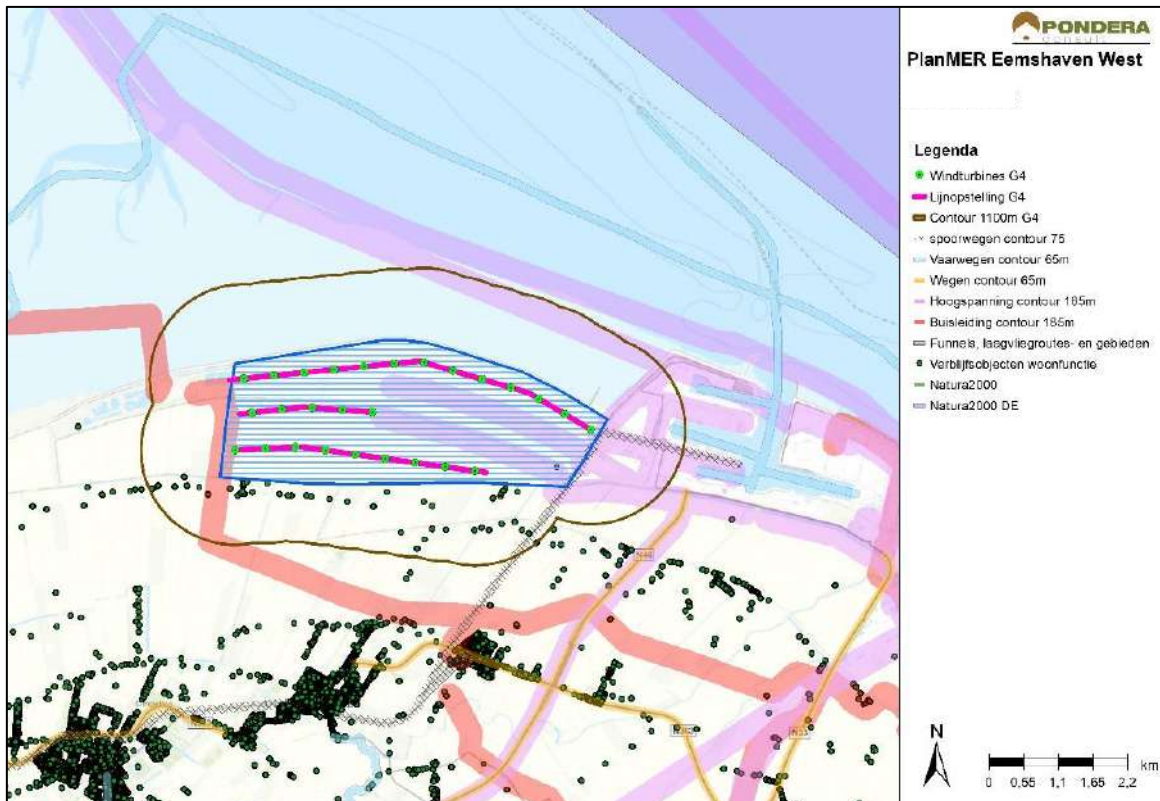 PONDERA
consult
PlanMER Eemshaven West
Legenda
Windturbines G4
Lijnopstelling G4
Contour 1100m G4
spoorwegen contour 75
Vaarwegen contour 65m
Wegen contour 65m
Hoogspanning contour 185m
Buisleiding contour 185m
Funnels, laagvliegroutes- en gebieden
Verblijfsobjecten woonfunctie
Natura2000
Natura2000 DE
N46
N33
N
km
0 0,55 1,1 1,65 2,2